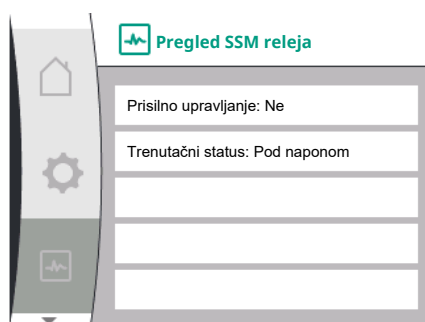 Pregled SSM releja
Prisilno upravljanje: Ne
Trenutačni status: Pod naponom